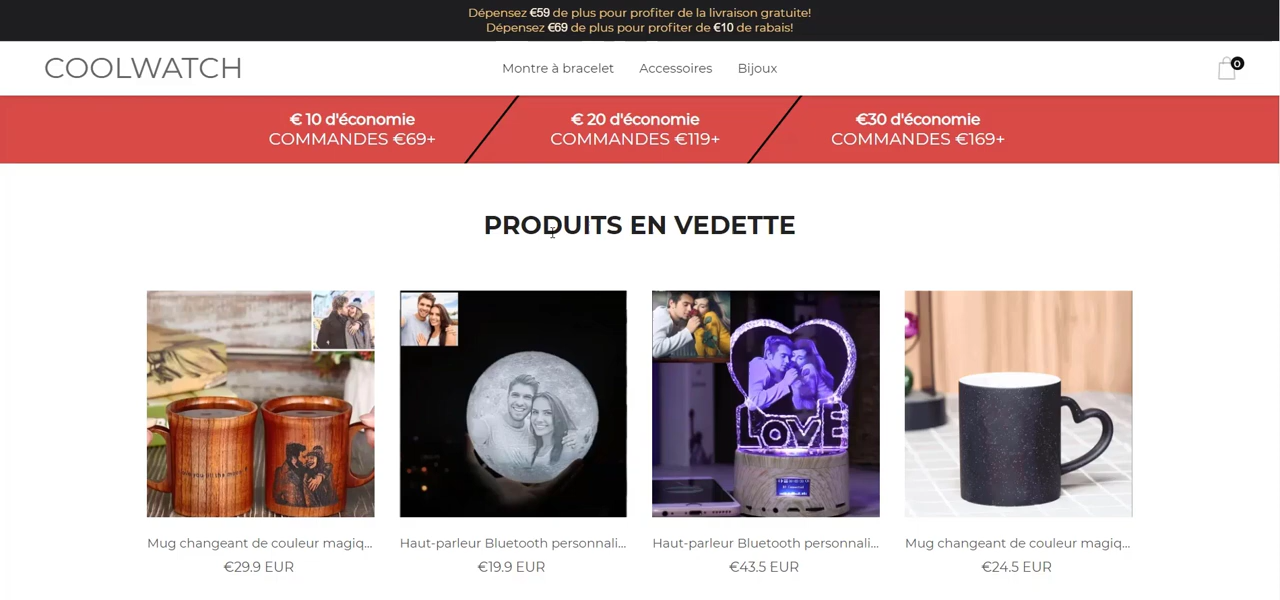 Dépensez €59 de plus pour profiter de la livraison gratuite!
Dépensez €69 de plus pour profiter de €10 de rabais!
COOLWATCH
Montre à bracelet Accessoires Bijoux
0
€ 10 d'économie
COMMANDES €69+
€ 20 d'économie
COMMANDES €119+
€30 d'économie
COMMANDES €169+
PRODUITS EN VEDETTE
LOVE
Mug changeant de couleur magiq...
€29.9 EUR
Haut-parleur Bluetooth personnali...
€19.9 EUR
Haut-parleur Bluetooth personnali...
€43.5 EUR
Mug changeant de couleur magiq...
€24.5 EUR